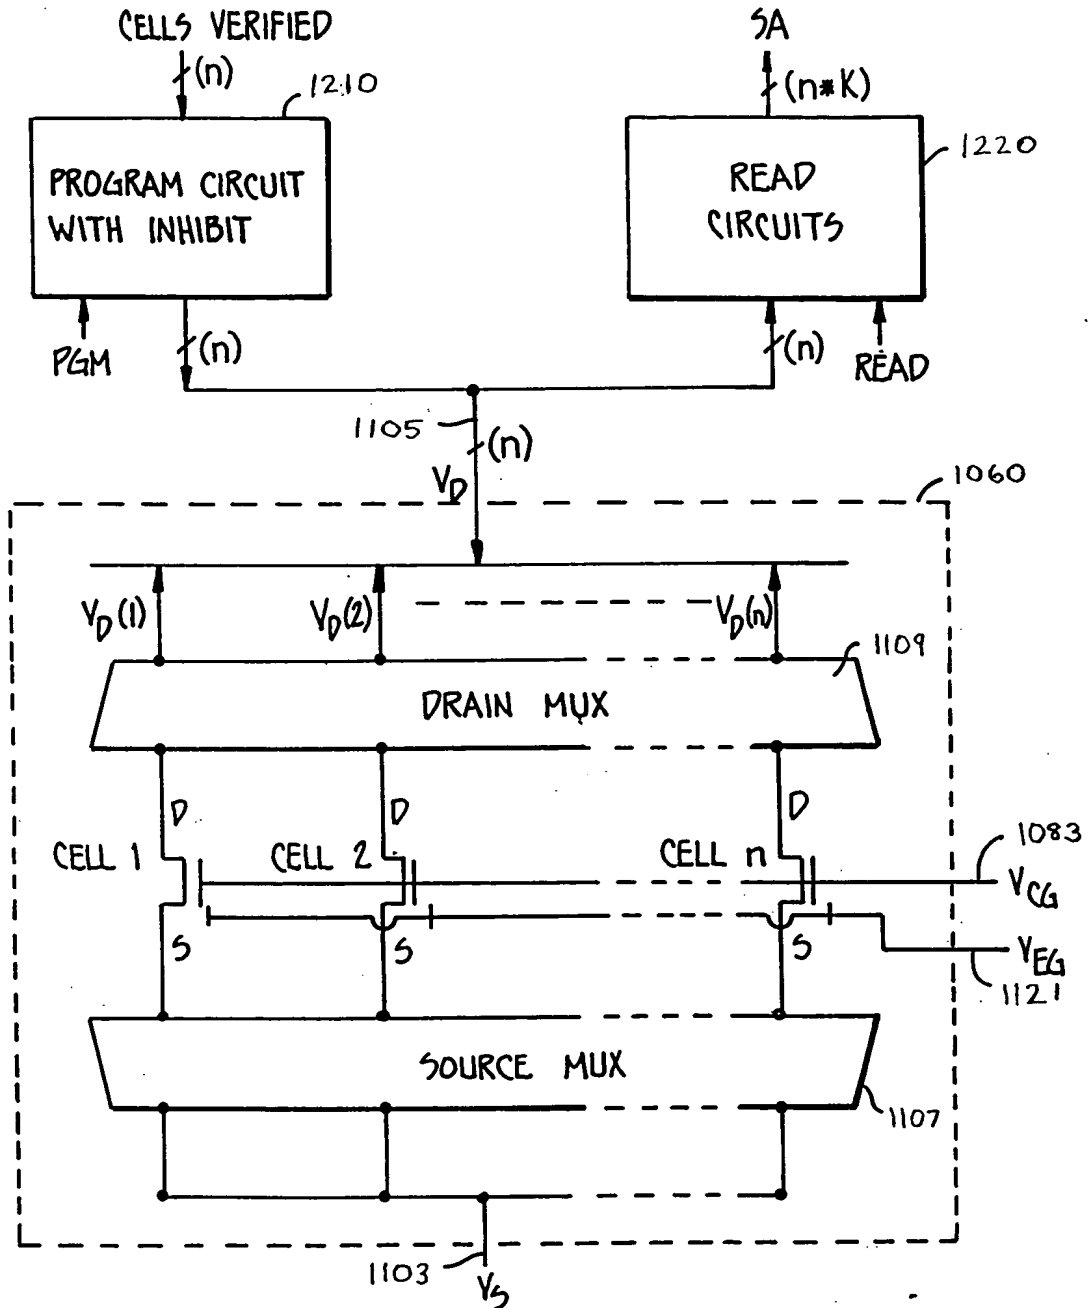 CELLS VERIFIED
(n)
1210
PROGRAM CIRCUIT
WITH INHIBIT
PGM
(n)
SA
(n*K)
1220
READ
CIRCUITS
(n)
READ
1105
(n)
VD
1060
VD(1)
VD(2)
VD(n)
1109
DRAIN MUX
D
D
D
CELL 1
CELL 2
CELL n
1083
VCG
S
S
S
VEG
1121
SOURCE MUX
1107
1103
VS